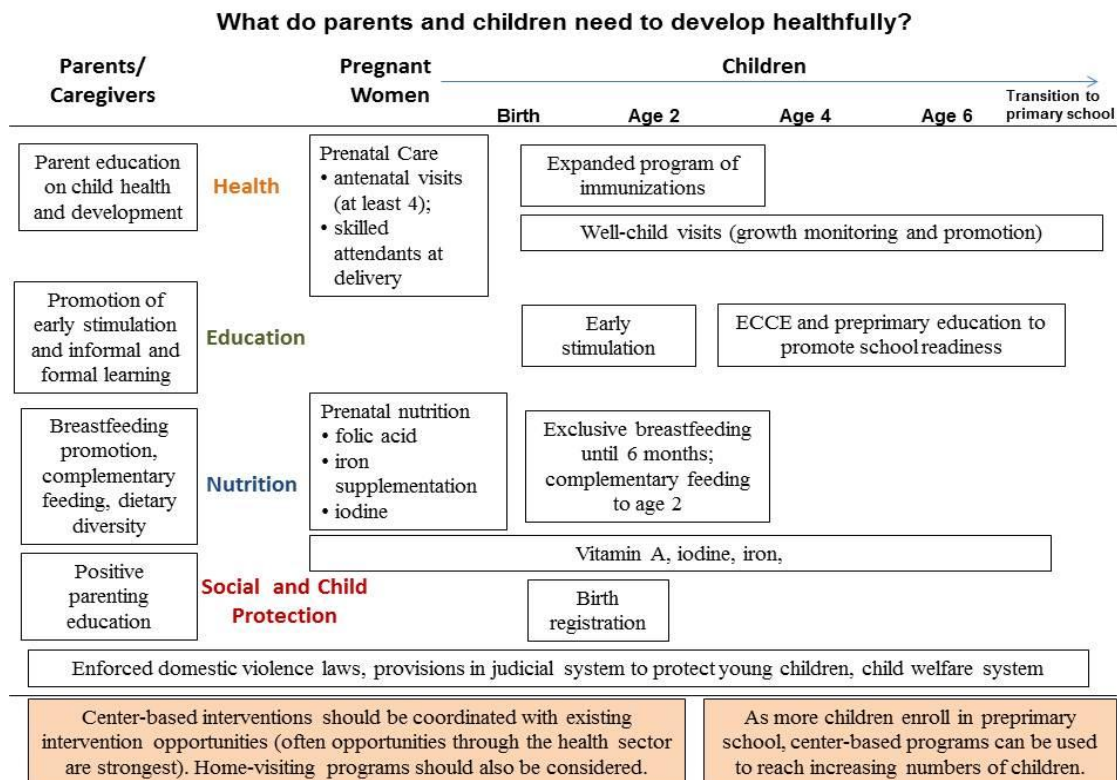 What do parents and children need to develop healthfully?
Parents/
Caregivers
Pregnant
Women
Children
Birth
Age 2
Age 4
Age 6
Transition to
primary school
Parent education
on child health
and development
Health
Prenatal Care
• antenatal visits
(at least 4);
• skilled
attendants at
delivery
Expanded program of
immunizations
Well-child visits (growth monitoring and promotion)
Promotion of
early stimulation
and informal and
formal learning
Education
Early
stimulation
ECCE and preprimary education to
promote school readiness
Breastfeeding
promotion,
complementary
feeding, dietary
diversity
Nutrition
Prenatal nutrition
• folic acid
• iron
supplementation
• iodine
Exclusive breastfeeding
until 6 months;
complementary feeding
to age 2
Vitamin A, iodine, iron,
Positive
parenting
education
Social and Child
Protection
Birth
registration
Enforced domestic violence laws, provisions in judicial system to protect young children, child welfare system
Center-based interventions should be coordinated with existing
intervention opportunities (often opportunities through the health sector
are strongest). Home-visiting programs should also be considered.
As more children enroll in preprimary
school, center-based programs can be used
to reach increasing numbers of children.